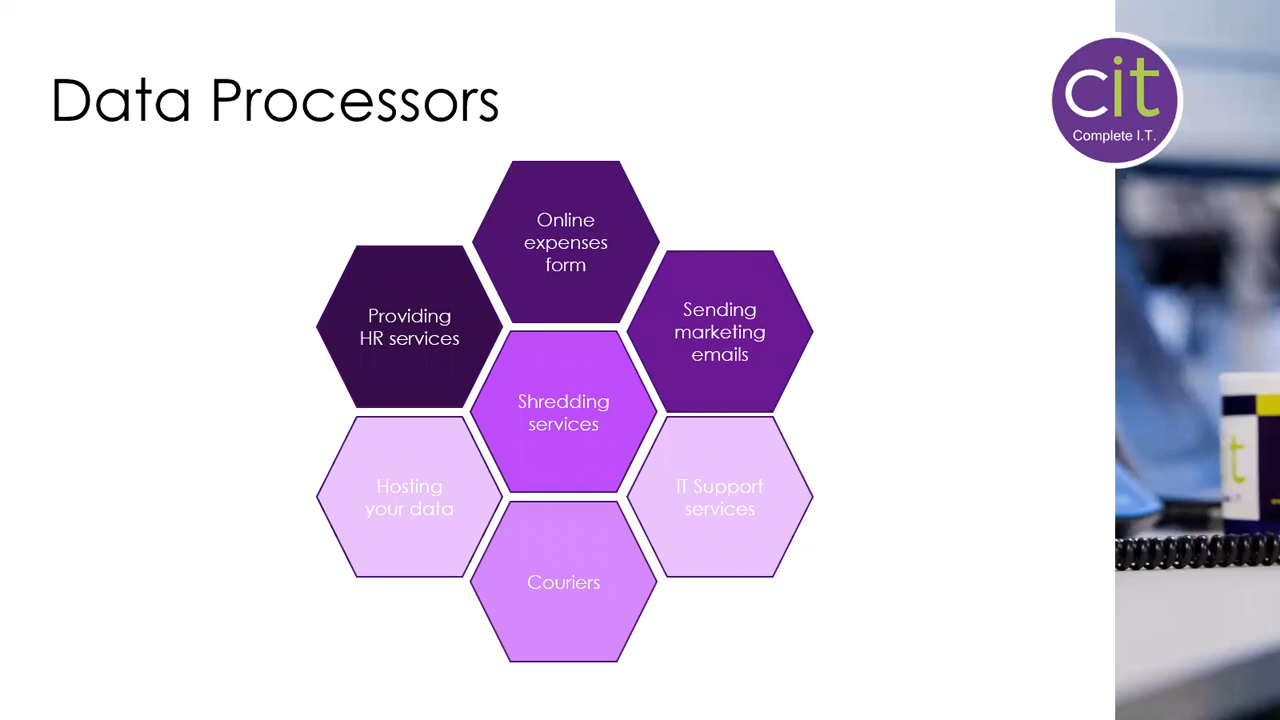 Data Processors
cit
Complete I.T.
Online
expenses
form
Providing
HR services
Sending
marketing
emails
Shredding
services
Hosting
your data
IT Support
services
Couriers
it